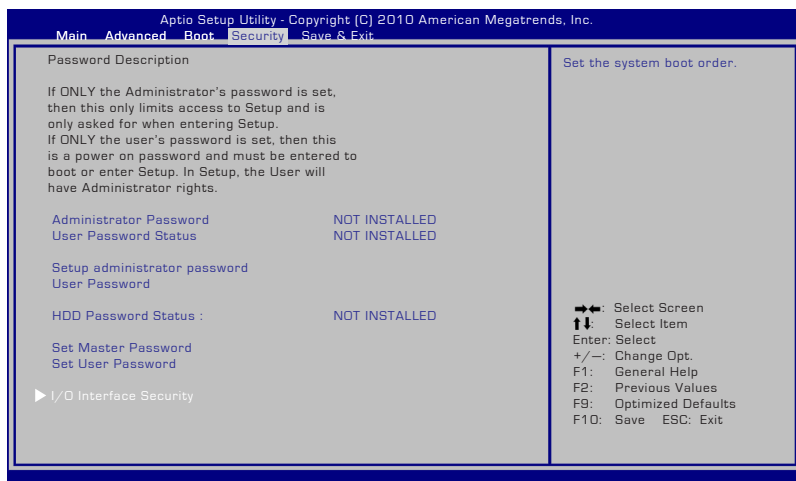 Aptio Setup Utility - Copyright (C) 2010 American Megatrends, Inc.
Main Advanced Boot Security Save & Exit
Password Description
If ONLY the Administrator's password is set,
then this only limits access to Setup and is
only asked for when entering Setup.
If ONLY the user's password is set, then this
is a power on password and must be entered to
boot or enter Setup. In Setup, the User will
have Administrator rights.
Administrator Password NOT INSTALLED
User Password Status NOT INSTALLED
Setup administrator password
User Password
HDD Password Status : NOT INSTALLED
Set Master Password
Set User Password
▶ I/O Interface Security
Set the system boot order.
→←: Select Screen
↑↓: Select Item
Enter: Select
+/—: Change Opt.
F1: General Help
F2: Previous Values
F9: Optimized Defaults
F10: Save ESC: Exit